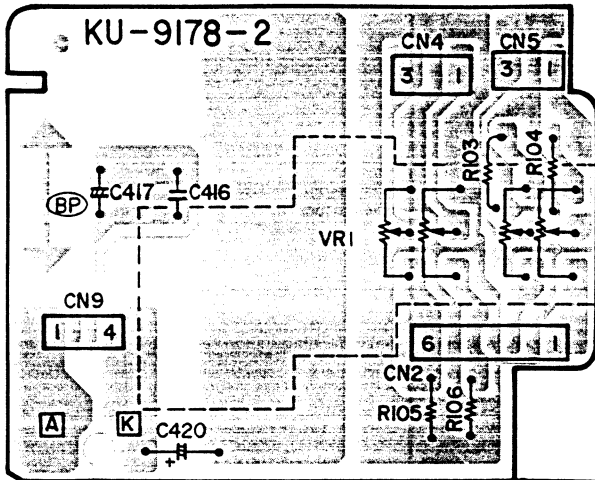 KU-9178-2
CN4
CN5
3 1
3 1
R103
R104
C417
C416
BP
VR1
CN9
1 4
6 1
CN2
R105
R106
A
K
C420
+